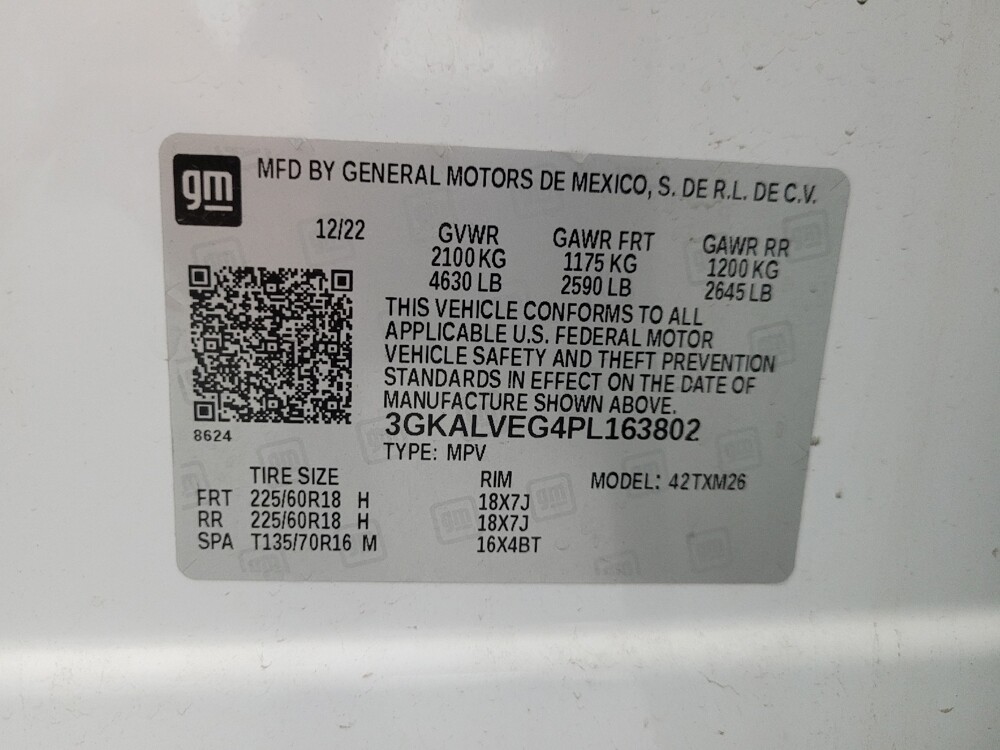 gm
MFD BY GENERAL MOTORS DE MEXICO, S. DE R.L. DE C.V.
12/22 GVWR GAWR FRT GAWR RR
2100 KG 1175 KG 1200 KG
4630 LB 2590 LB 2645 LB
THIS VEHICLE CONFORMS TO ALL
APPLICABLE U.S. FEDERAL MOTOR
VEHICLE SAFETY AND THEFT PREVENTION
STANDARDS IN EFFECT ON THE DATE OF
MANUFACTURE SHOWN ABOVE.
8624
3GKALVEG4PL163802
TYPE: MPV
TIRE SIZE RIM MODEL: 42TXM26
FRT 225/60R18 H 18X7J
RR 225/60R18 H 18X7J
SPA T135/70R16 M 16X4BT